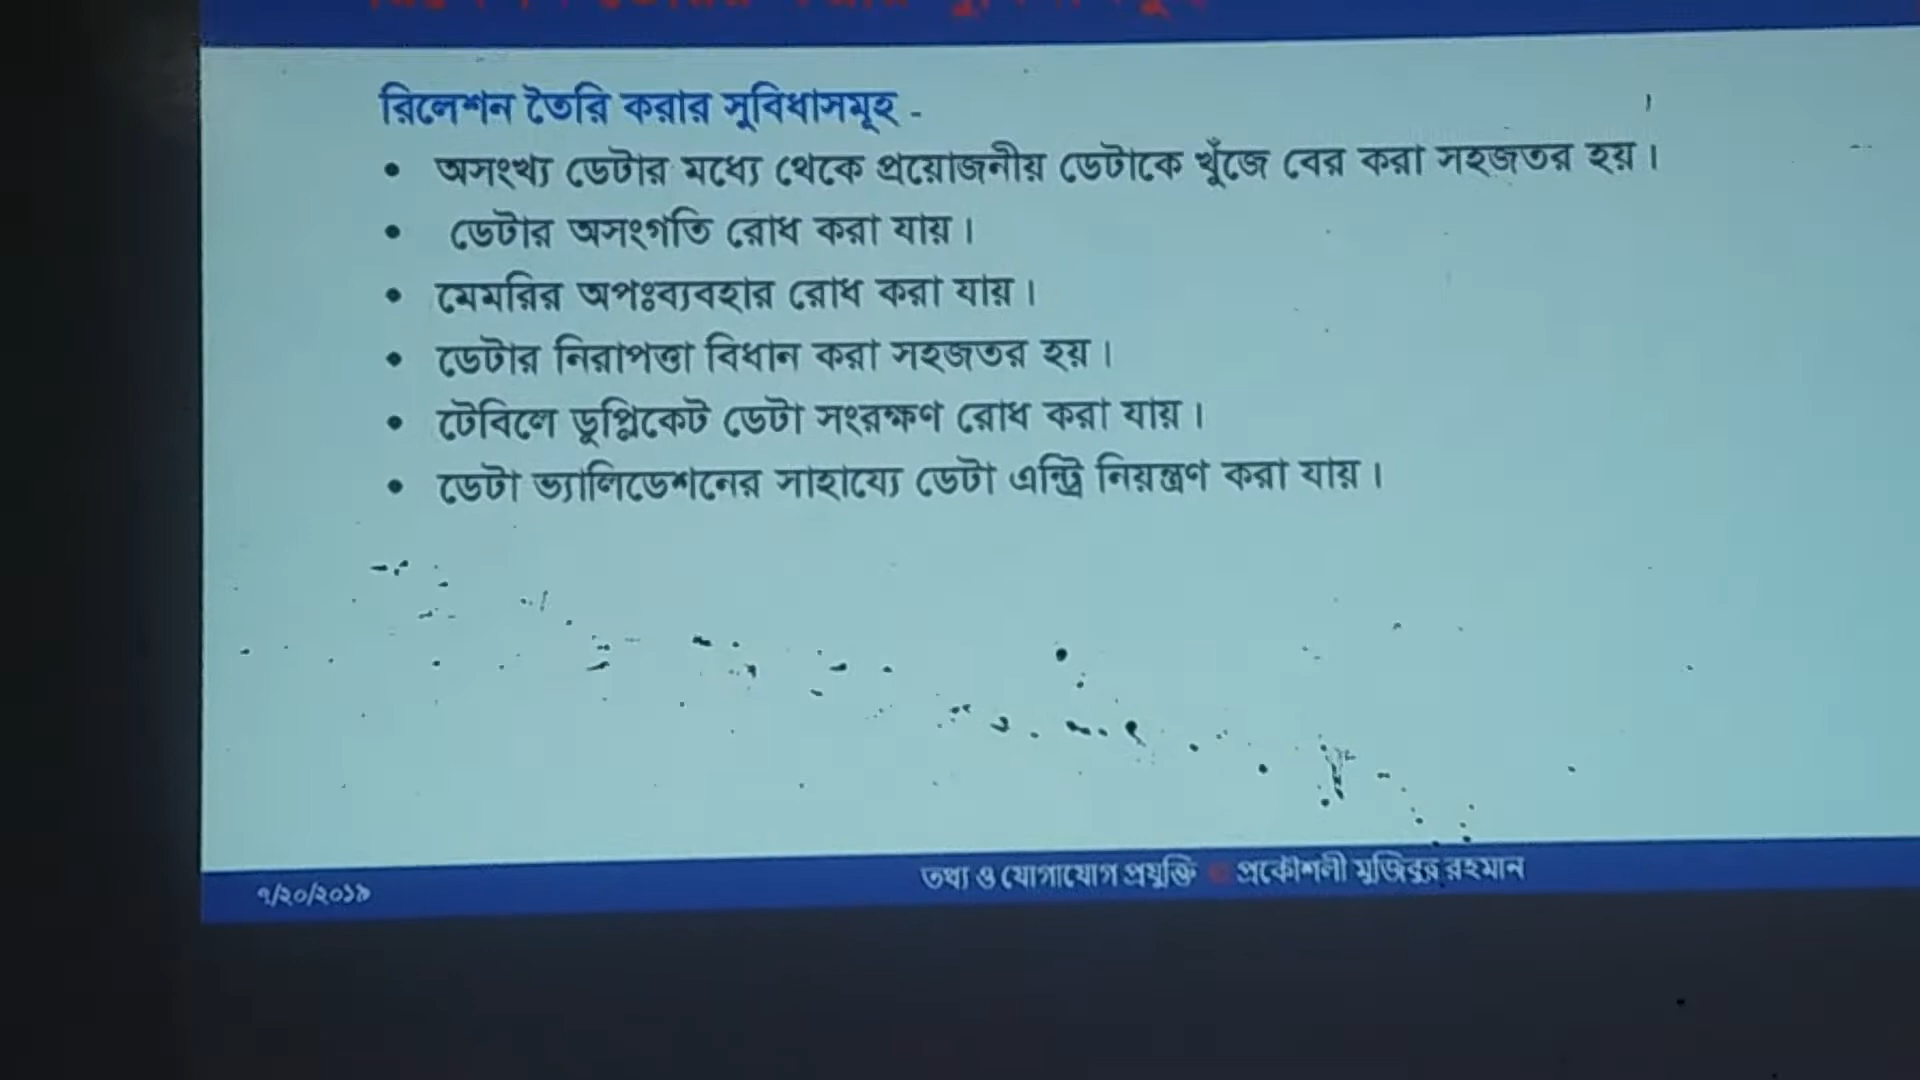 রিলেশন তৈরি করার সুবিধাসমূহ -
• অসংখ্য ডেটার মধ্যে থেকে প্রয়োজনীয় ডেটাকে খুঁজে বের করা সহজতর হয়।
• ডেটার অসংগতি রোধ করা যায়।
• মেমরির অপঃব্যবহার রোধ করা যায়।
• ডেটার নিরাপত্তা বিধান করা সহজতর হয়।
• টেবিলে ডুপ্লিকেট ডেটা সংরক্ষণ রোধ করা যায়।
• ডেটা ভ্যালিডেশনের সাহায্যে ডেটা এন্ট্রি নিয়ন্ত্রণ করা যায়।
৭/২০/২০১৯
তথ্য ও যোগাযোগ প্রযুক্তি প্রকৌশলী মুজিবুর রহমান